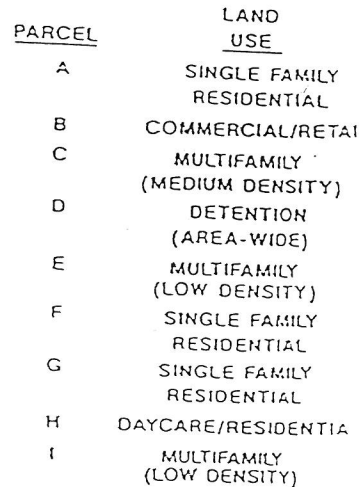 LAND
PARCEL USE
A SINGLE FAMILY
RESIDENTIAL
B COMMERCIAL/RETAI
C MULTIFAMILY
(MEDIUM DENSITY)
D DETENTION
(AREA-WIDE)
E MULTIFAMILY
(LOW DENSITY)
F SINGLE FAMILY
RESIDENTIAL
G SINGLE FAMILY
RESIDENTIAL
H DAYCARE/RESIDENTIA
I MULTIFAMILY
(LOW DENSITY)